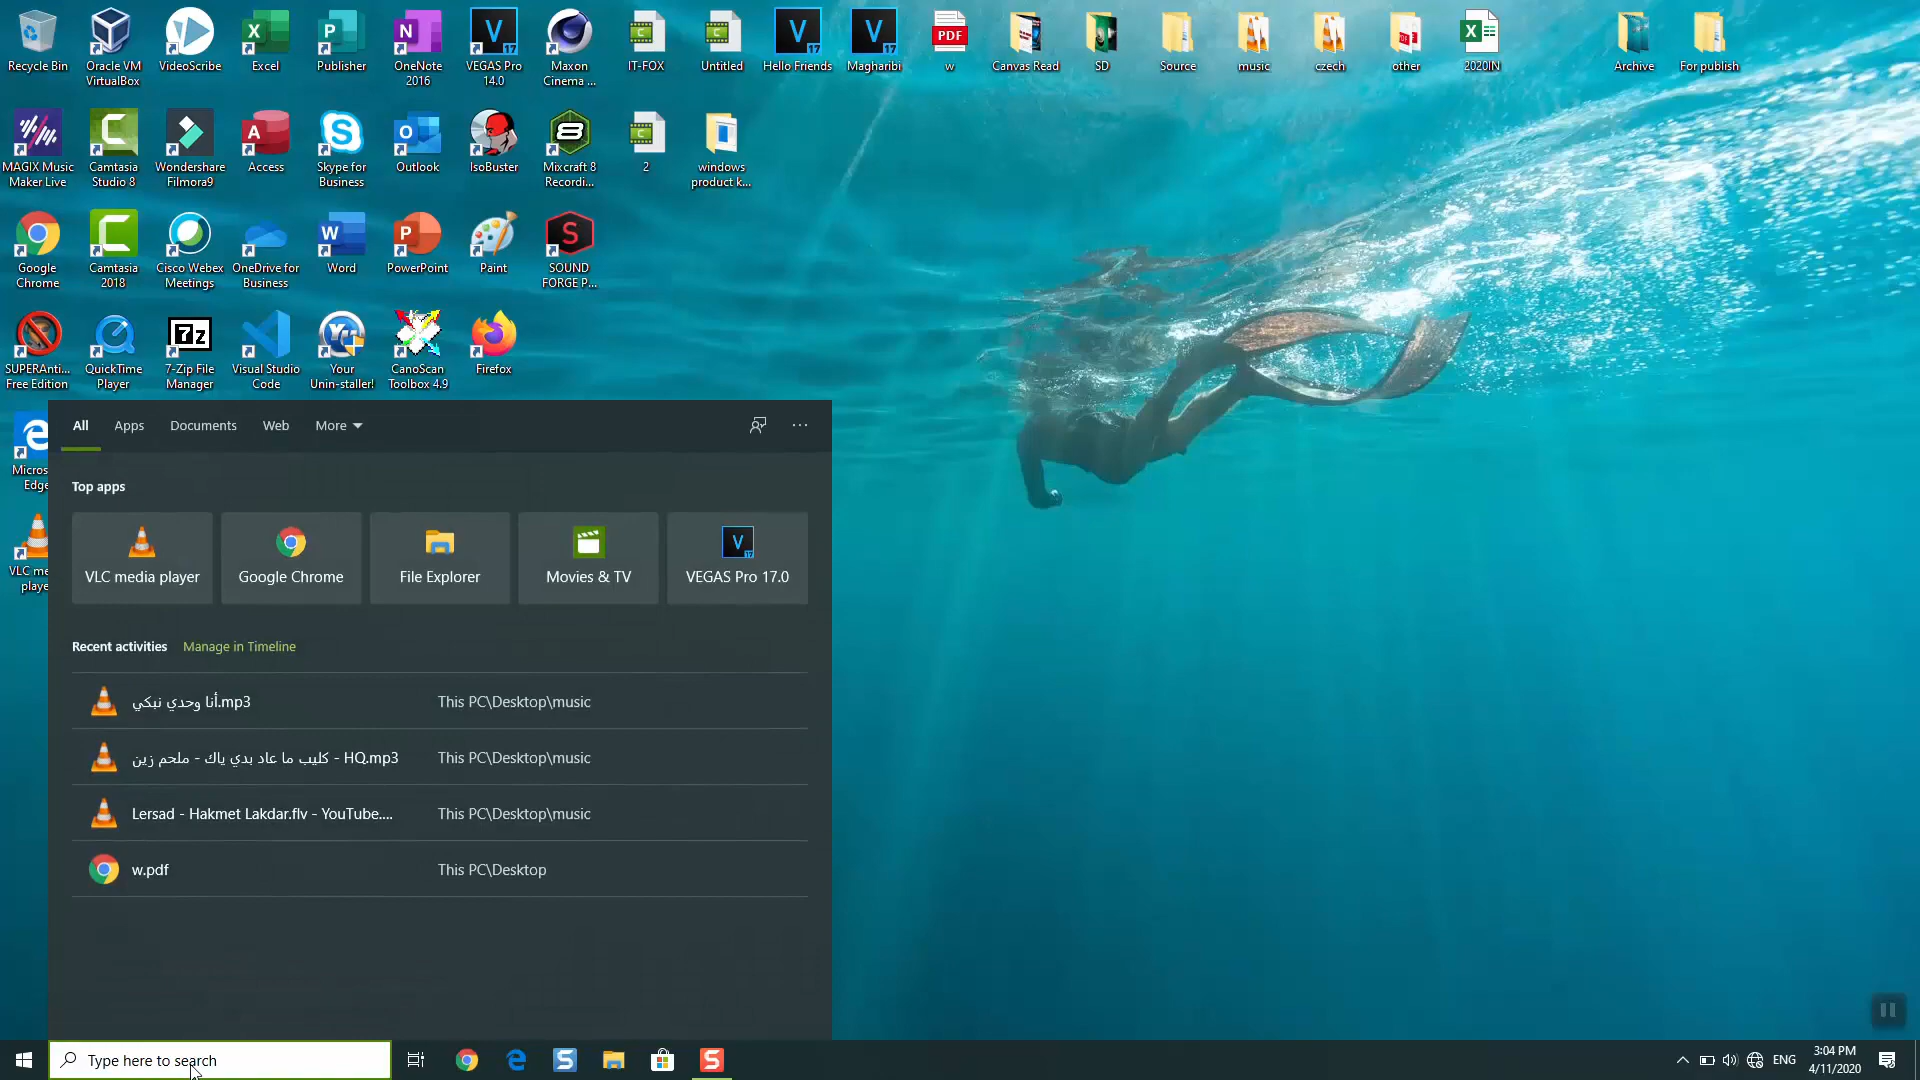 Recycle Bin
Oracle VM
VirtualBox
VideoScribe
Excel
Publisher
OneNote
2016
VEGAS Pro
14.0
Maxon
Cinema ...
IT-FOX
Untitled
Hello Friends
Magharibi
w
Canvas Read
SD
Source
music
czech
other
2020IN
Archive
For publish
MAGIX Music
Maker Live
Camtasia
Studio 8
Wondershare
Filmora9
Access
Skype for
Business
Outlook
IsoBuster
Mixcraft 8
Recordi...
2
windows
product k...
Google
Chrome
Camtasia
2018
Cisco Webex
Meetings
OneDrive for
Business
Word
PowerPoint
Paint
SOUND
FORGE P...
SUPERAnti...
Free Edition
QuickTime
Player
7-Zip File
Manager
Visual Studio
Code
Your
Unin-staller!
CanoScan
Toolbox 4.9
Firefox
Micros
Edge
VLC me
playe
All Apps Documents Web More
Top apps
VLC media player
Google Chrome
File Explorer
Movies & TV
VEGAS Pro 17.0
Recent activities Manage in Timeline
أنا وحدي نبكي.mp3 This PC\Desktop\music
كليب ما عاد بدي ياك - ملحم زين - HQ.mp3 This PC\Desktop\music
Lersad - Hakmet Lakdar.flv - YouTube.... This PC\Desktop\music
w.pdf This PC\Desktop
Type here to search
ENG
3:04 PM
4/11/2020